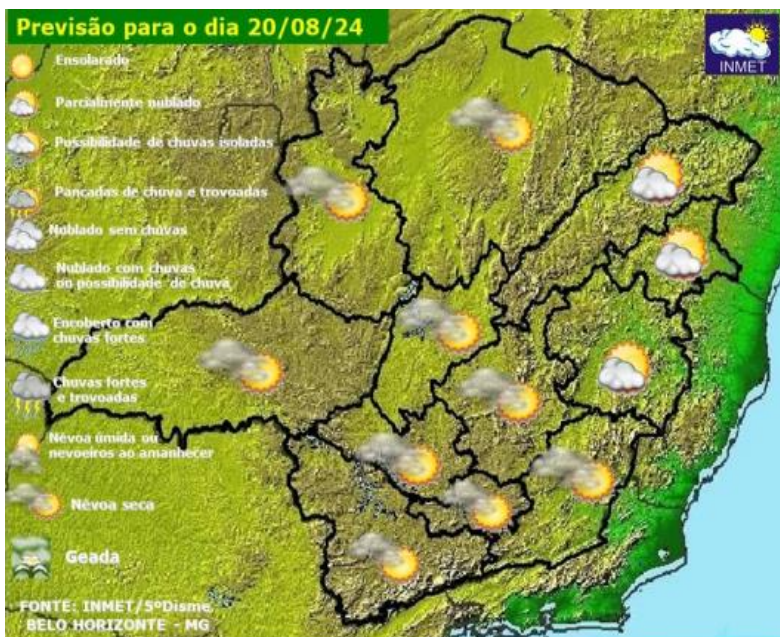 Previsão para o dia 20/08/24
INMET
Ensolarado
Parcialmente nublado
Possibilidade de chuvas isoladas
Pancadas de chuva e trovoadas
Nublado sem chuvas
Nublado com chuvas
ou possibilidade de chuva
Encoberto com
chuvas fortes
Chuvas fortes
e trovoadas
Névoa úmida ou
nevoeiros ao amanhecer
Névoa seca
Geada
FONTE: INMET/5ºDisme
BELO HORIZONTE - MG